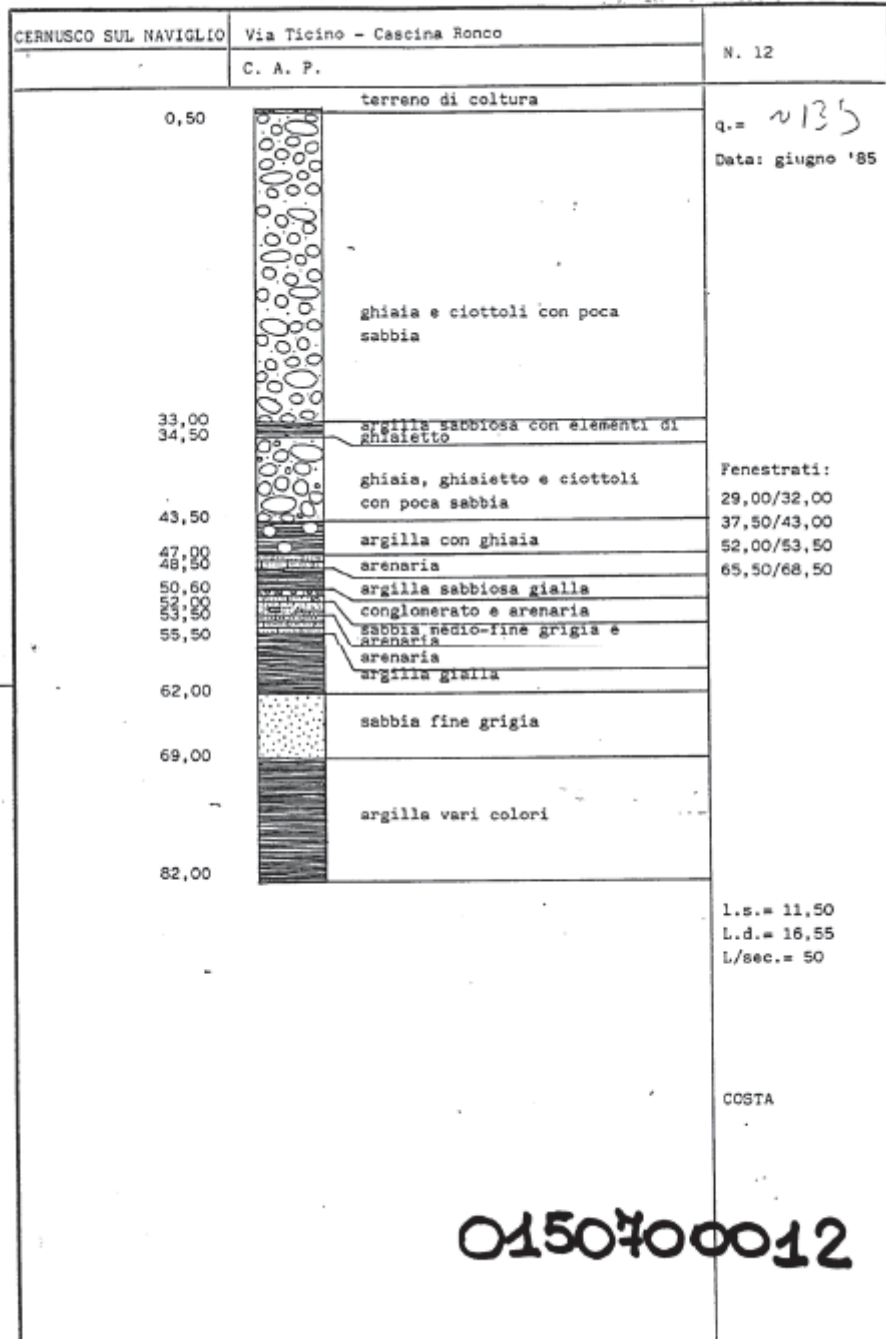 CERNUSCO SUL NAVIGLIO
Via Ticino - Cascina Ronco
C. A. P.
N. 12
terreno di coltura
0,50
q.= ~135
Data: giugno '85
ghiaia e ciottoli con poca
sabbia
33,00
argilla sabbiosa con elementi di
34,50
ghiaietto
ghiaia, ghiaietto e ciottoli
con poca sabbia
43,50
Fenestrati:
29,00/32,00
37,50/43,00
52,00/53,50
65,50/68,50
argilla con ghiaia
47,00
48,50
arenaria
50,60
argilla sabbiosa gialla
52,00
conglomerato e arenaria
53,50
sabbia medio-fine grigia e
arenaria
55,50
arenaria
argilla gialla
62,00
sabbia fine grigia
69,00
argilla vari colori
82,00
l.s.= 11,50
L.d.= 16,55
L/sec.= 50
COSTA
0150700012